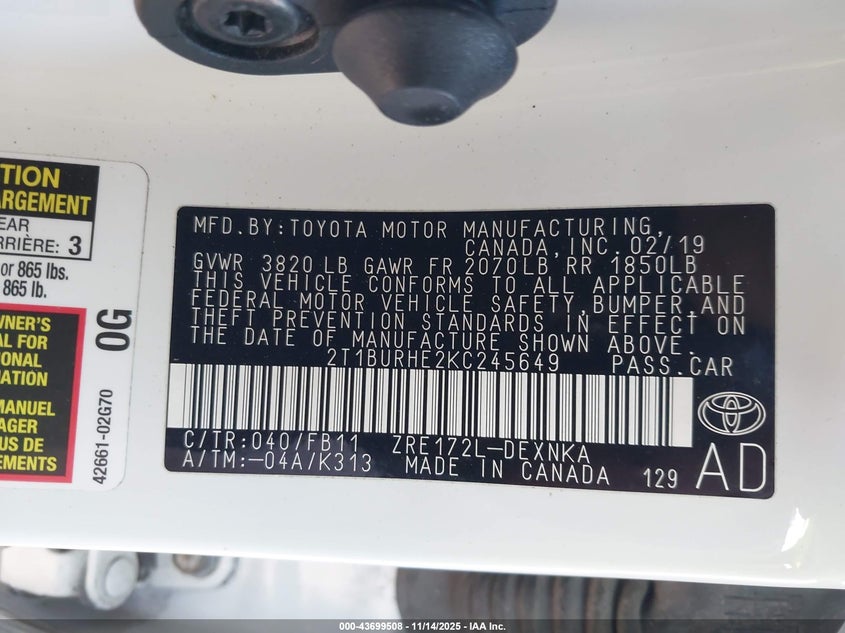 TION
ARGEMENT
EAR
RRIÈRE: 3
or 865 lbs.
865 lb.
WNER'S
AL FOR
TIONAL
MATION
MANUEL
AGER
US DE
EMENTS
0G
42661-02G70
MFD.BY:TOYOTA MOTOR MANUFACTURING,
CANADA,INC.02/19
GVWR 3820 LB GAWR FR 2070LB RR 1850LB
THIS VEHICLE CONFORMS TO ALL APPLICABLE
FEDERAL MOTOR VEHICLE SAFETY,BUMPER,AND
THEFT PREVENTION STANDARDS IN EFFECT ON
THE DATE OF MANUFACTURE SHOWN ABOVE.
2T1BURHE2KC245649 PASS.CAR
C/TR:040/FB11 ZRE172L-DEXNKA
A/TM:-04A/K313 MADE IN CANADA 129 AD
000-43699508 - 11/14/2025 - IAA Inc.